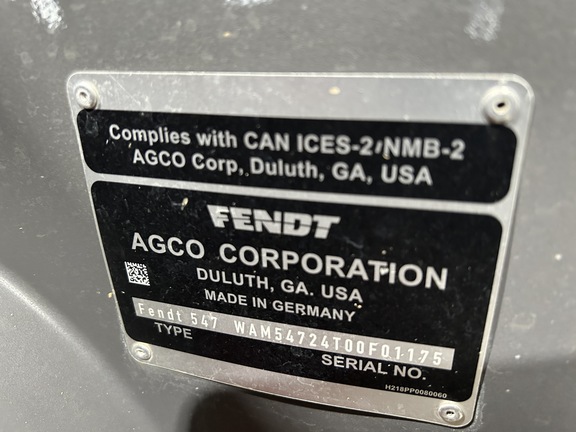 Complies with CAN ICES-2/NMB-2
AGCO Corp, Duluth, GA, USA
FENDT
AGCO CORPORATION
DULUTH, GA. USA
MADE IN GERMANY
Fendt 547 WAM54724T00F01175
TYPE SERIAL NO.
H218PP0080060